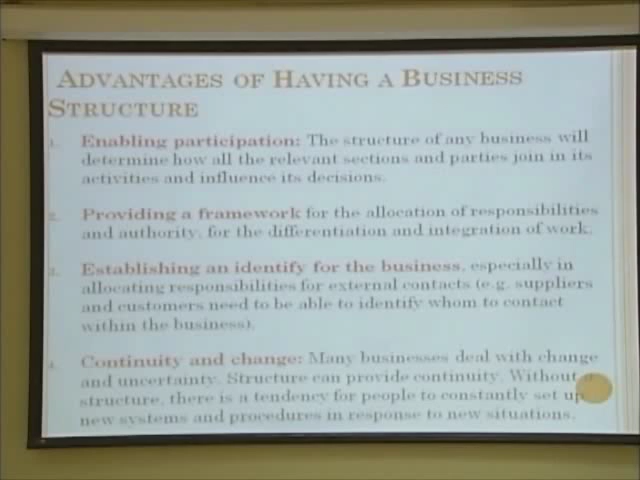 ADVANTAGES OF HAVING A BUSINESS
STRUCTURE
1. Enabling participation: The structure of any business will
determine how all the relevant sections and parties join in its
activities and influence its decisions.
2. Providing a framework for the allocation of responsibilities
and authority, for the differentiation and integration of work.
3. Establishing an identify for the business, especially in
allocating responsibilities for external contacts (e.g. suppliers
and customers need to be able to identify whom to contact
within the business).
4. Continuity and change: Many businesses deal with change
and uncertainty. Structure can provide continuity. Without a
structure, there is a tendency for people to constantly set up
new systems and procedures in response to new situations.